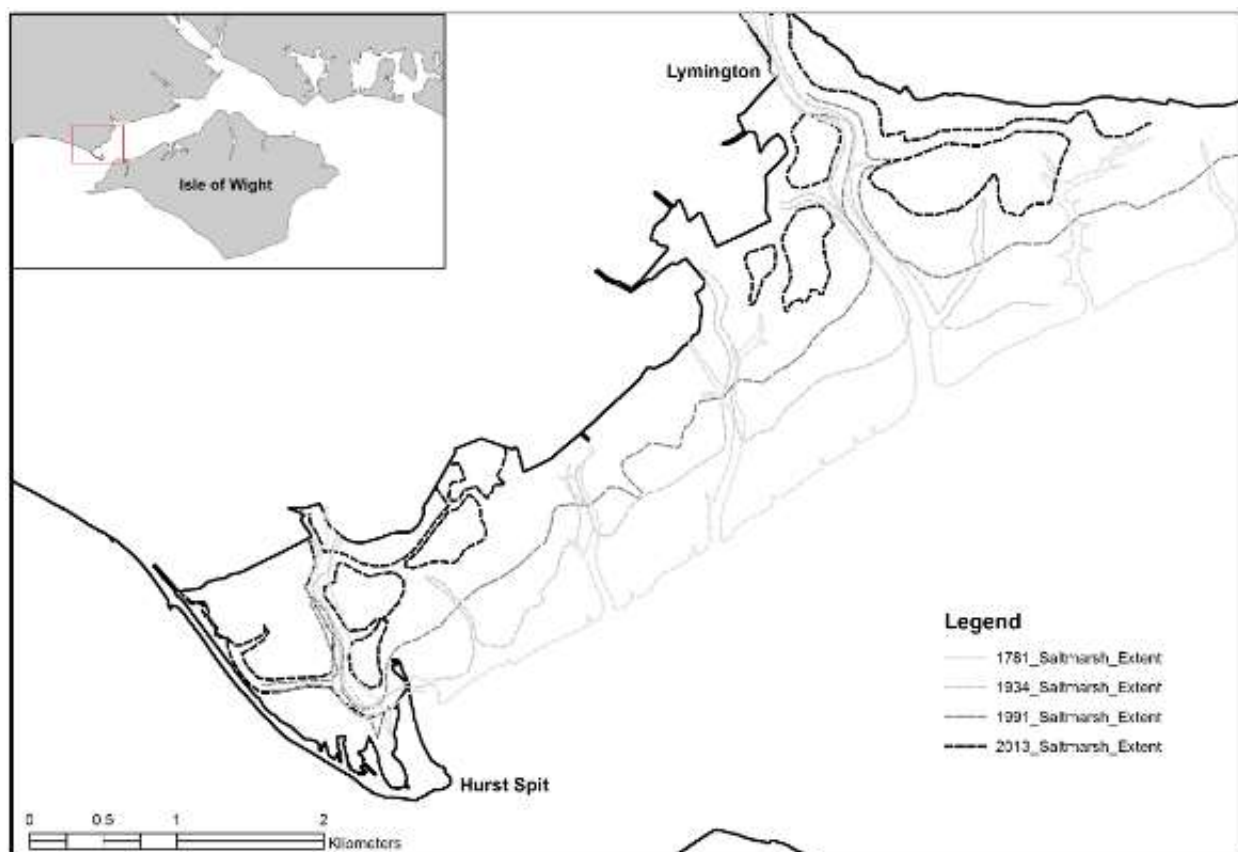 Lymington
Isle of Wight
Legend
1781_Saltmarsh_Extent
1934_Saltmarsh_Extent
1991_Saltmarsh_Extent
2013_Saltmarsh_Extent
Hurst Spit
0 0.5 1 2
Kilometers